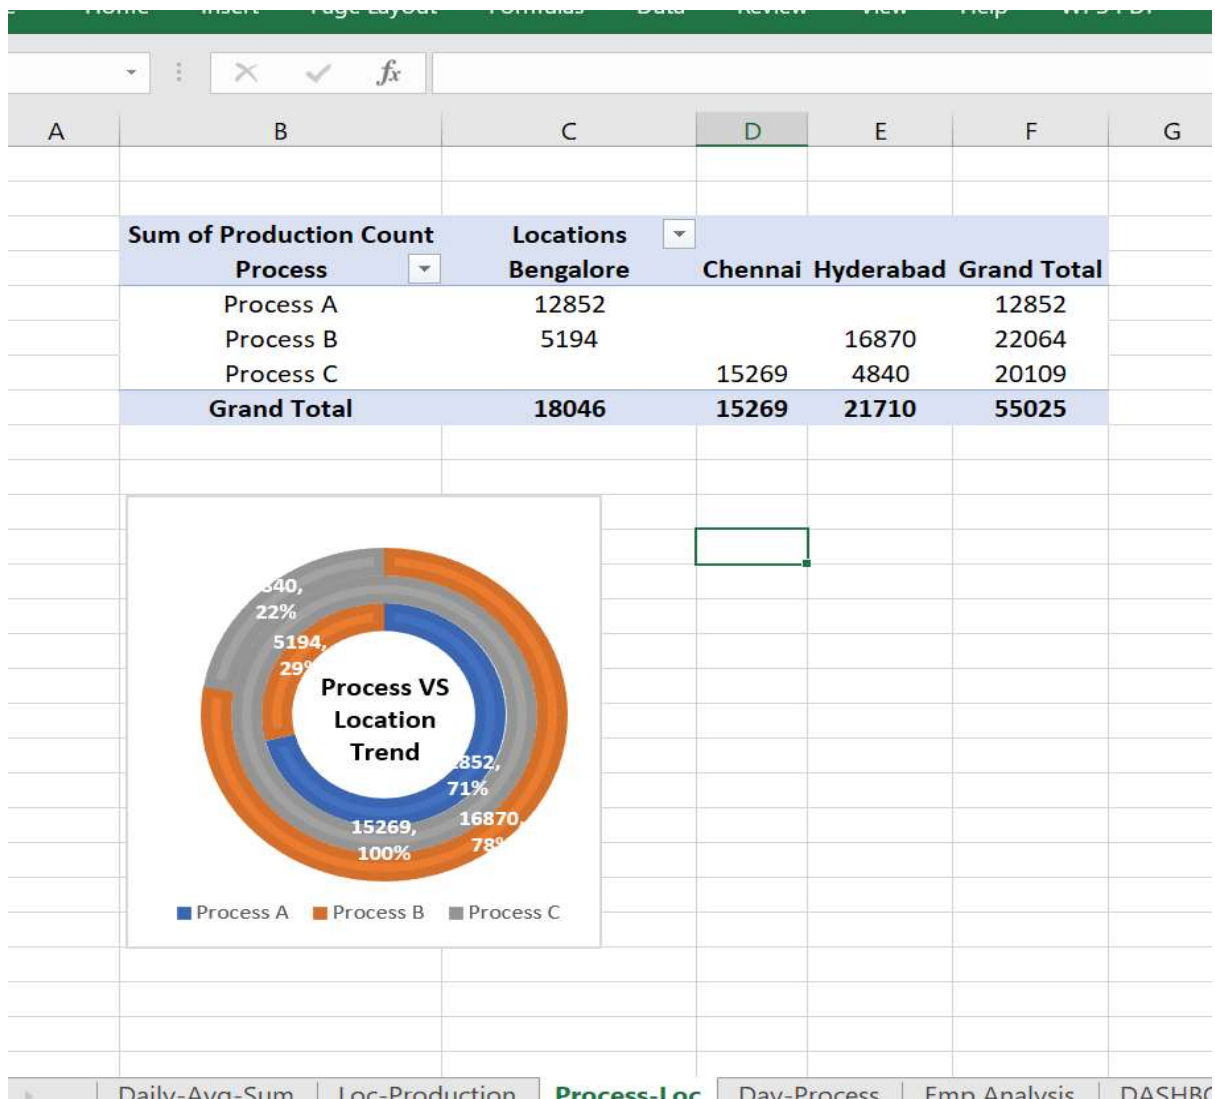 fx
A B C D E F G
Sum of Production Count Locations
Process Bengalore Chennai Hyderabad Grand Total
Process A 12852 12852
Process B 5194 16870 22064
Process C 15269 4840 20109
Grand Total 18046 15269 21710 55025
22%
5194,
Process VS
Location
Trend
71%
15269,
100%
16870,
Process A Process B Process C
Daily-Avg-Sum Loc-Production Process-Loc Day-Process Emp Analysis